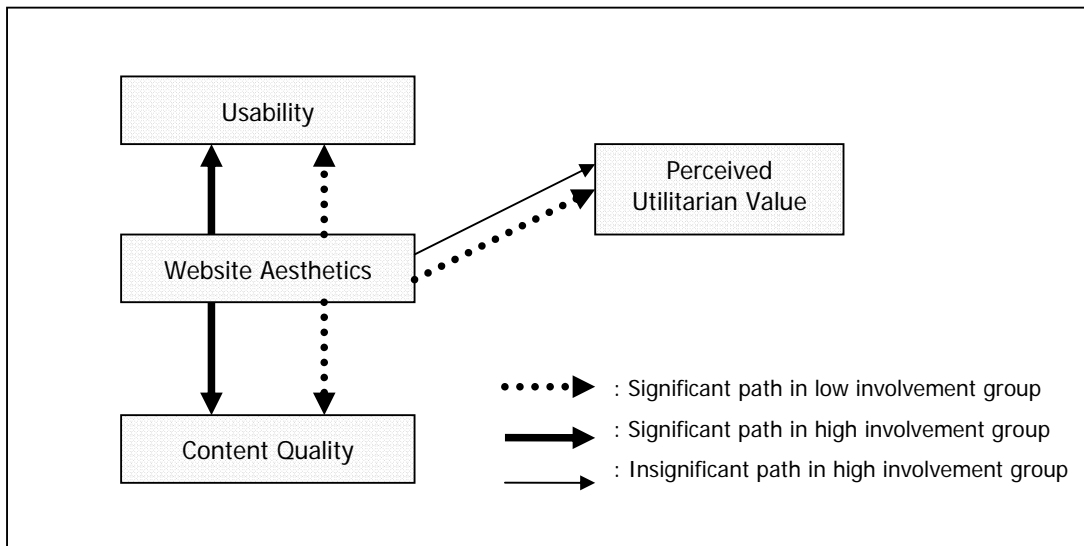 Usability
Perceived
Utilitarian Value
Website Aesthetics
: Significant path in low involvement group
: Significant path in high involvement group
Content Quality
: Insignificant path in high involvement group